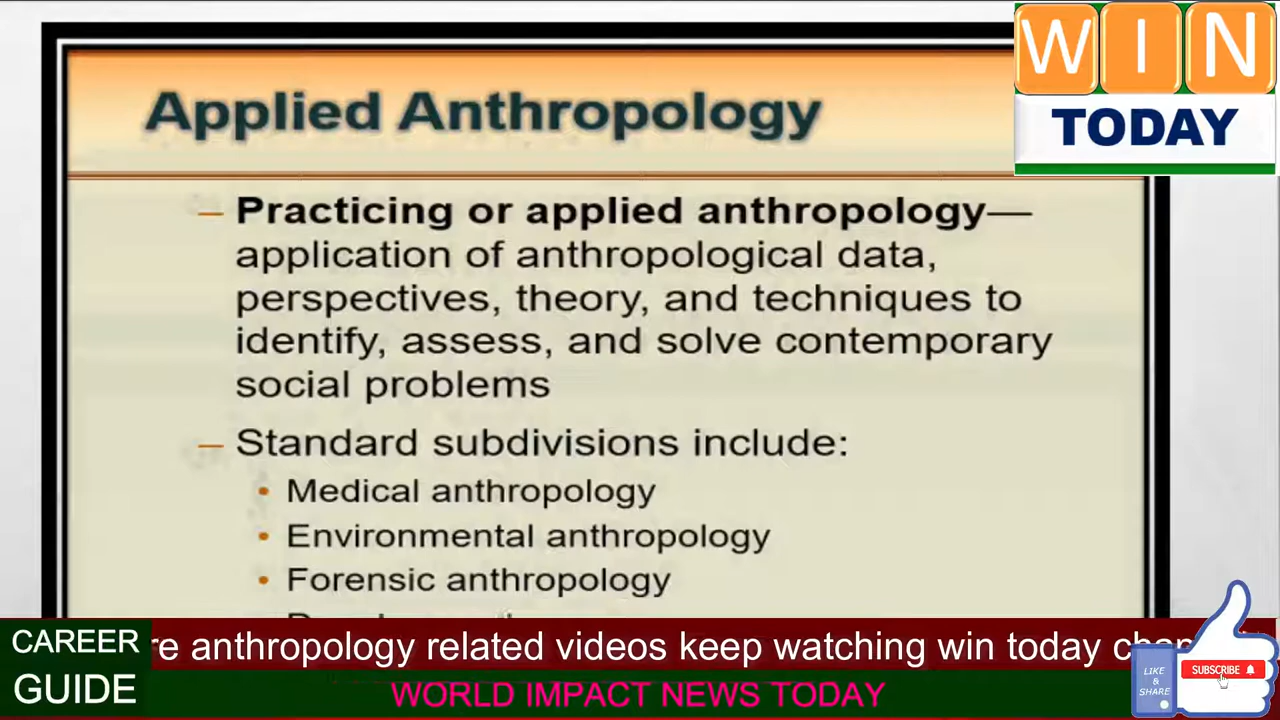 WIN
TODAY
Applied Anthropology
– Practicing or applied anthropology—
application of anthropological data,
perspectives, theory, and techniques to
identify, assess, and solve contemporary
social problems
– Standard subdivisions include:
• Medical anthropology
• Environmental anthropology
• Forensic anthropology
CAREER
GUIDE
anthropology related videos keep watching win today
WORLD IMPACT NEWS TODAY
LIKE
&
SHARE
SUBSCRIBE